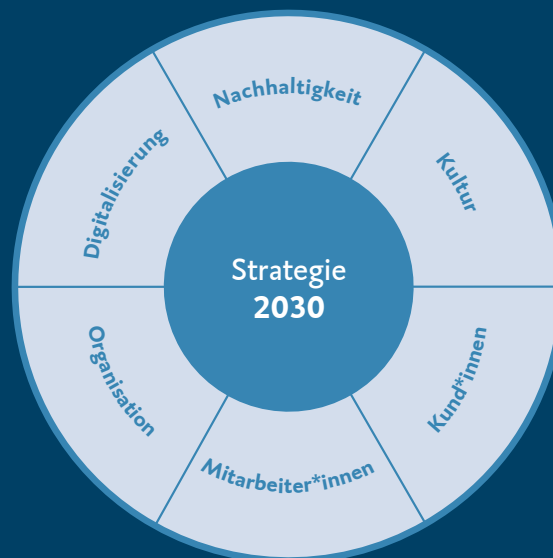 Nachhaltigkeit
Kultur
Kund*innen
Mitarbeiter*innen
Organisation
Digitalisierung
Strategie
2030